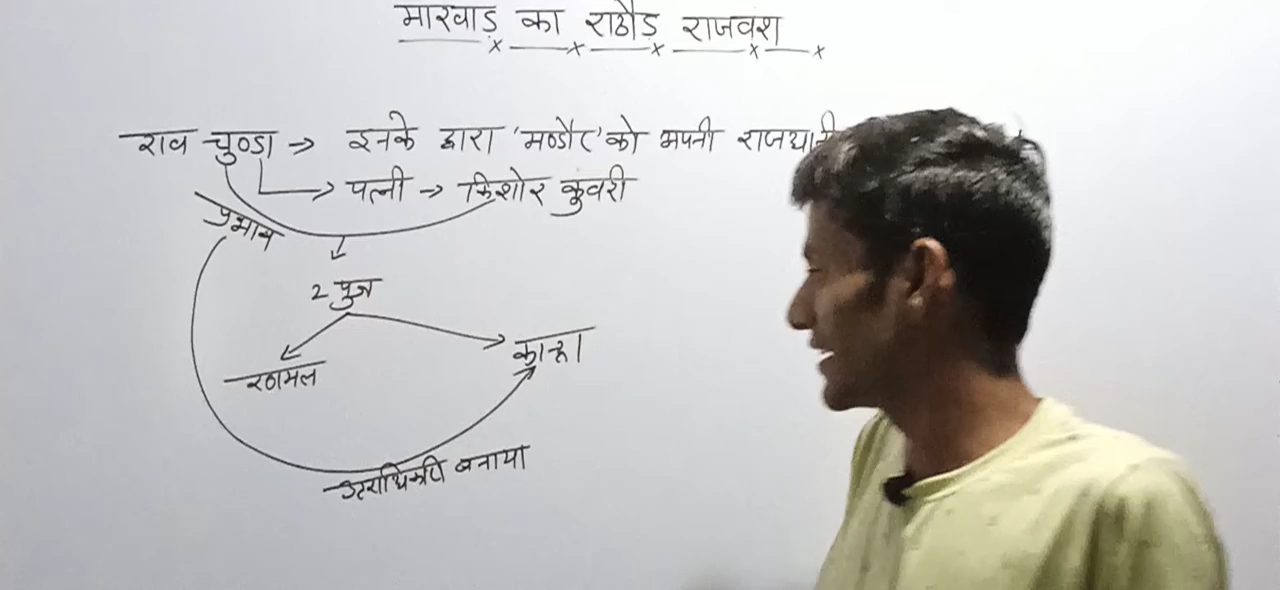 मारवाड़ का राठौड़ राजवंश
राव चुण्डा → इनके द्वारा 'मण्डौर' को अपनी राजधानी
→ पत्नी → किशोर कुवरी
प्रभाव
2 पुत्र
रणमल
कान्हा
उत्तराधिकारी बनाया